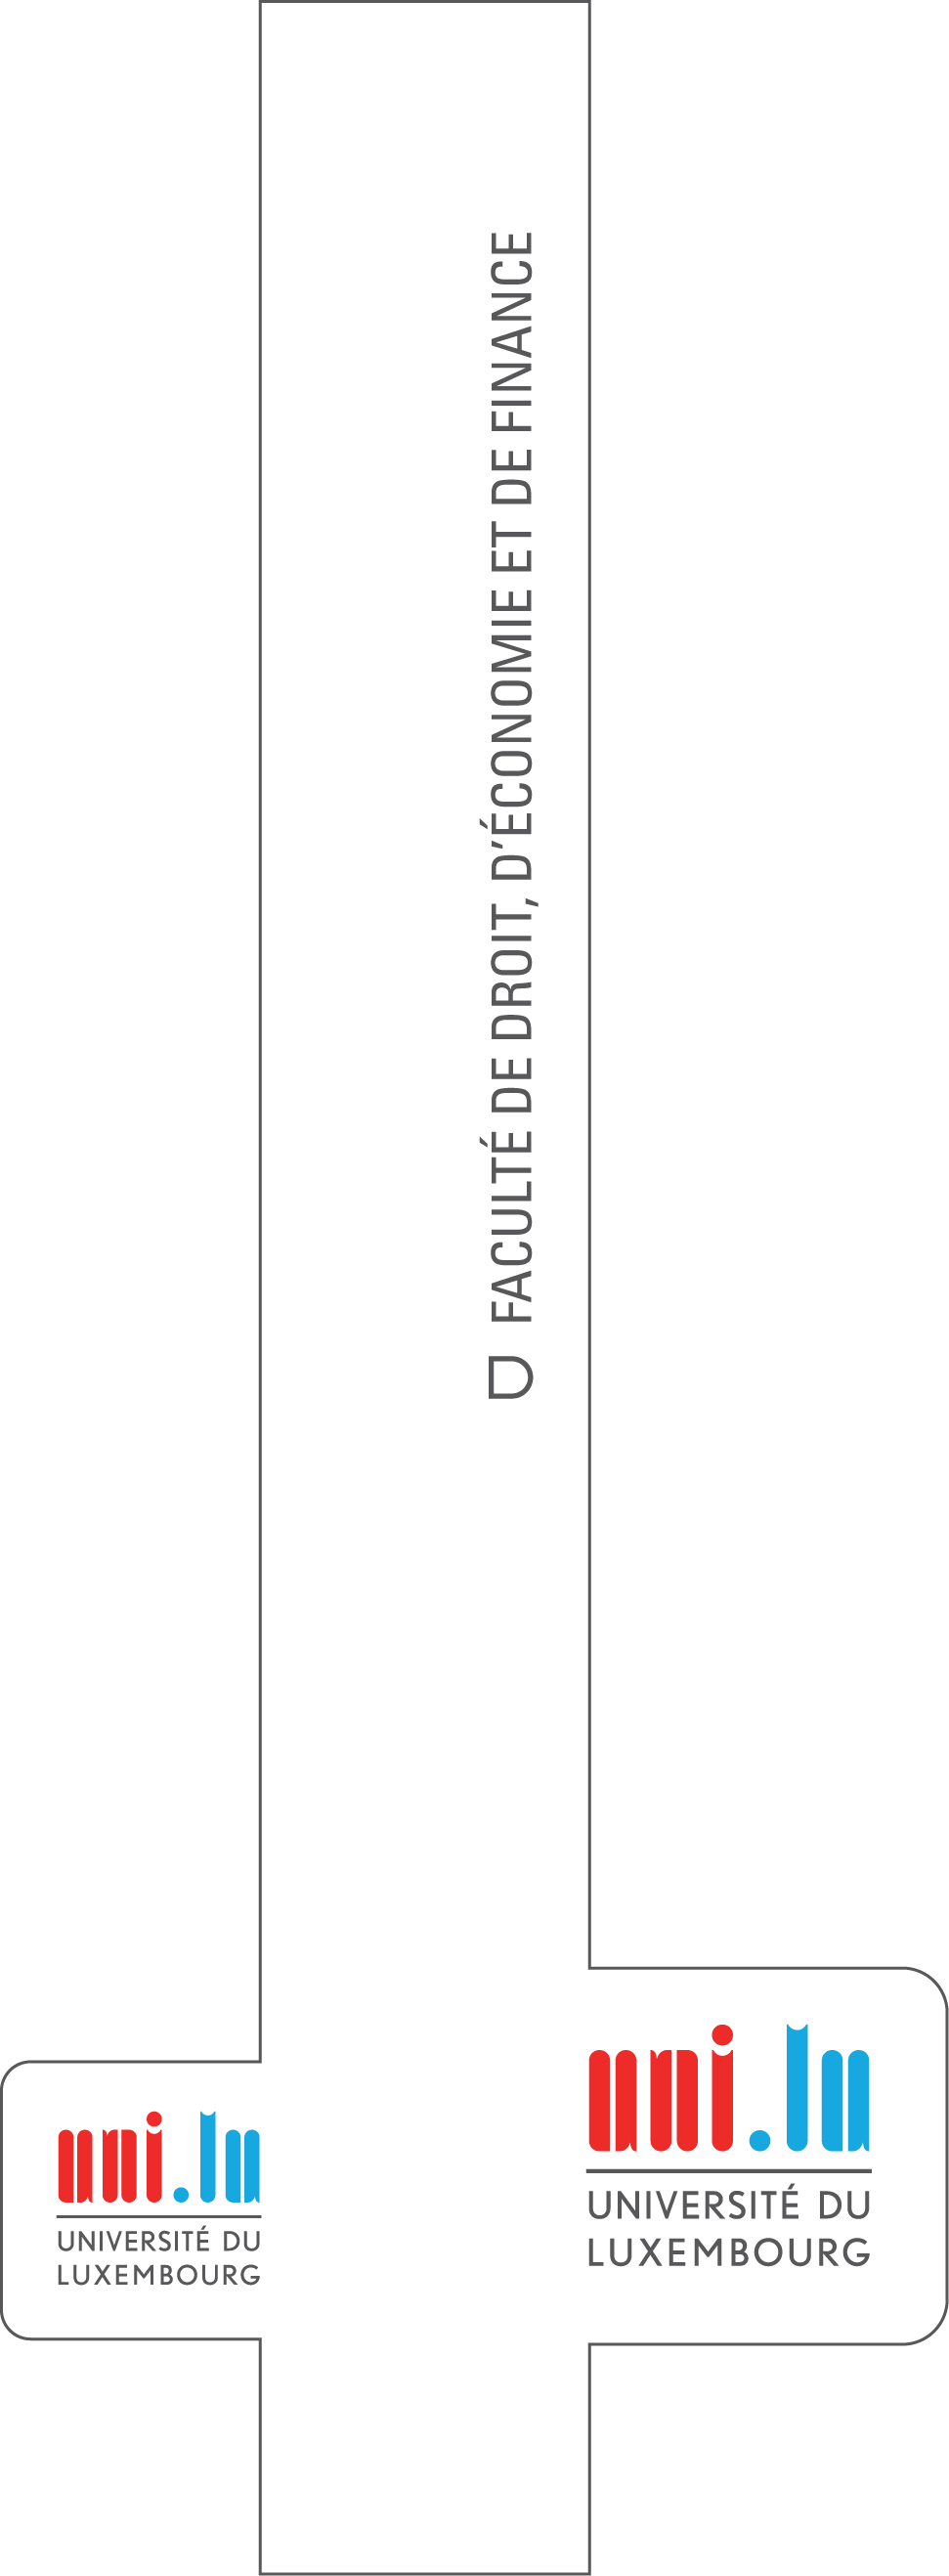 D FACULTÉ DE DROIT, D’ÉCONOMIE ET DE FINANCE
uni.lu
UNIVERSITÉ DU
LUXEMBOURG
uni.lu
UNIVERSITÉ DU
LUXEMBOURG